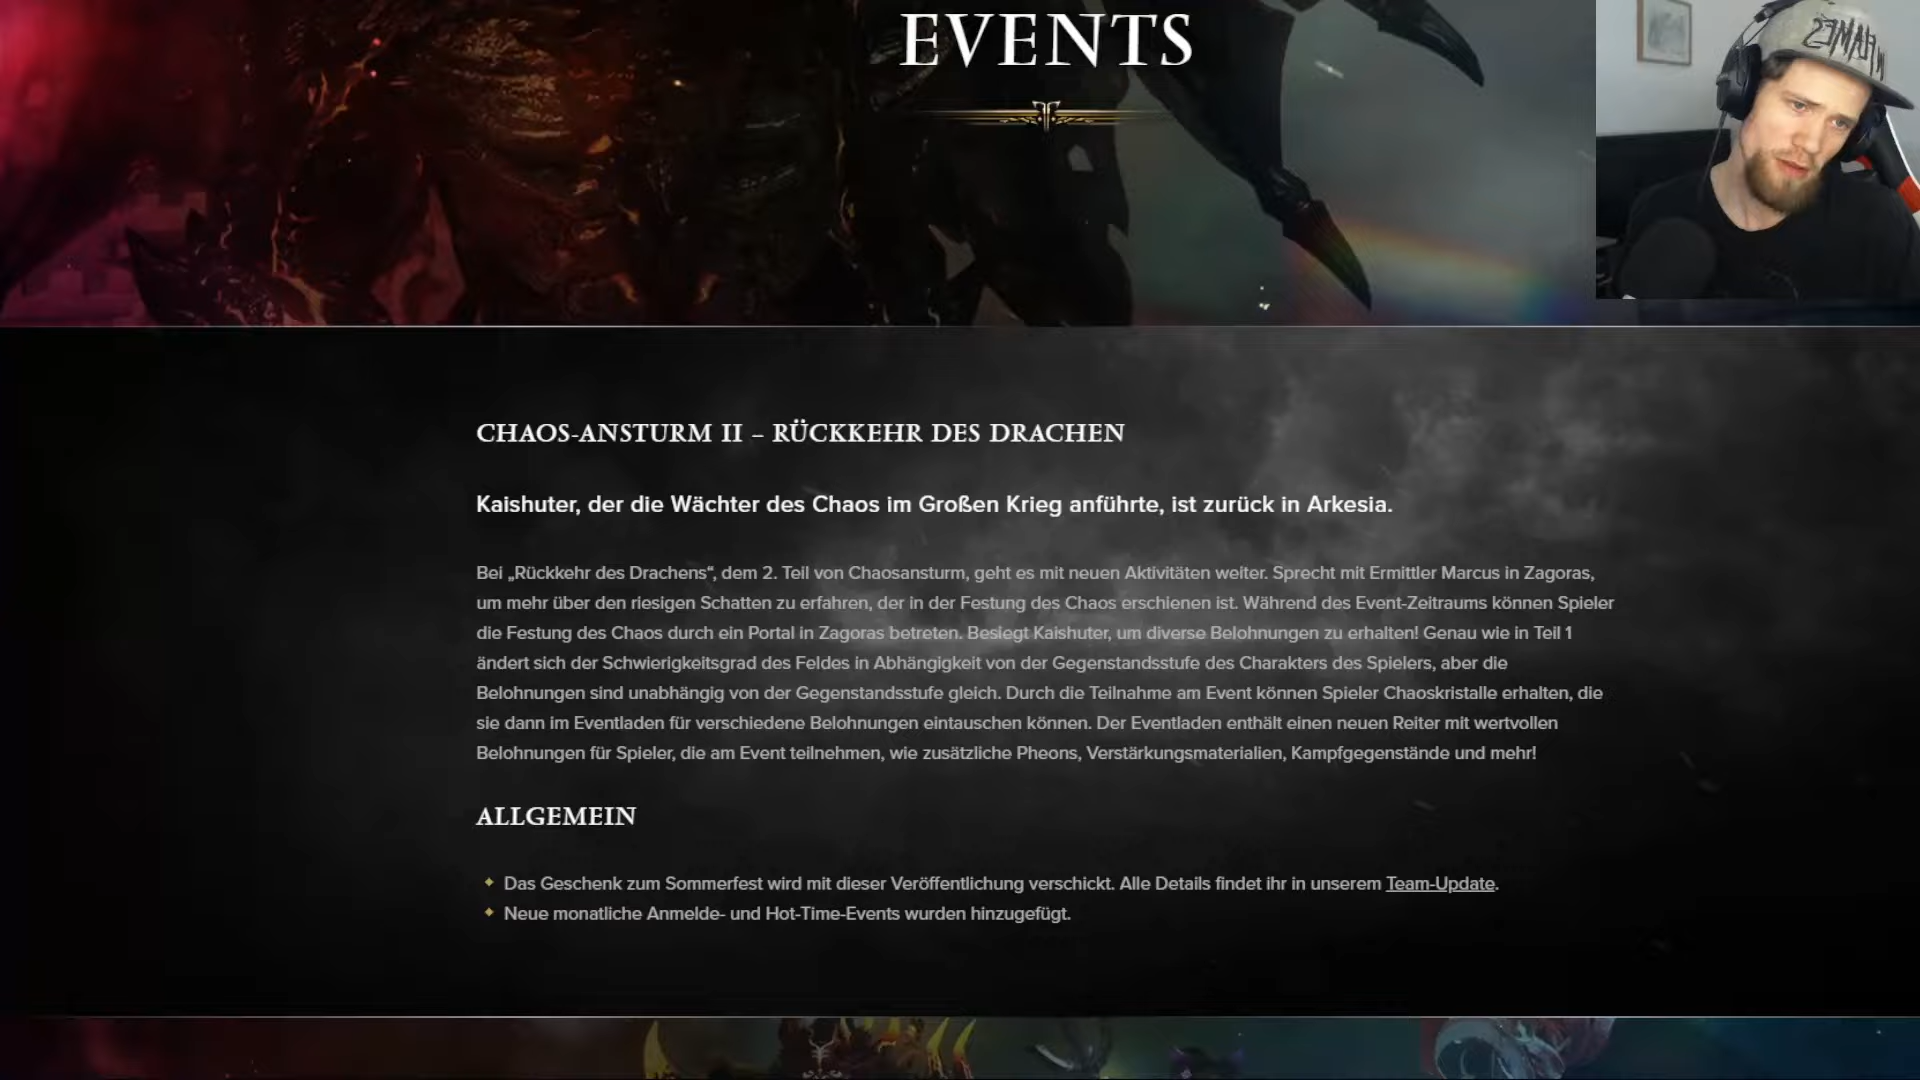 EVENTS
CHAOS-ANSTURM II – RÜCKKEHR DES DRACHEN
Kaishuter, der die Wächter des Chaos im Großen Krieg anführte, ist zurück in Arkesia.
Bei „Rückkehr des Drachens“, dem 2. Teil von Chaosansturm, geht es mit neuen Aktivitäten weiter. Sprecht mit Ermittler Marcus in Zagoras,
um mehr über den riesigen Schatten zu erfahren, der in der Festung des Chaos erschienen ist. Während des Event-Zeitraums können Spieler
die Festung des Chaos durch ein Portal in Zagoras betreten. Besiegt Kaishuter, um diverse Belohnungen zu erhalten! Genau wie in Teil 1
ändert sich der Schwierigkeitsgrad des Feldes in Abhängigkeit von der Gegenstandsstufe des Charakters des Spielers, aber die
Belohnungen sind unabhängig von der Gegenstandsstufe gleich. Durch die Teilnahme am Event können Spieler Chaoskristalle erhalten, die
sie dann im Eventladen für verschiedene Belohnungen eintauschen können. Der Eventladen enthält einen neuen Reiter mit wertvollen
Belohnungen für Spieler, die am Event teilnehmen, wie zusätzliche Pheons, Verstärkungsmaterialien, Kampfgegenstände und mehr!
ALLGEMEIN
Das Geschenk zum Sommerfest wird mit dieser Veröffentlichung verschickt. Alle Details findet ihr in unserem Team-Update.
Neue monatliche Anmelde- und Hot-Time-Events wurden hinzugefügt.